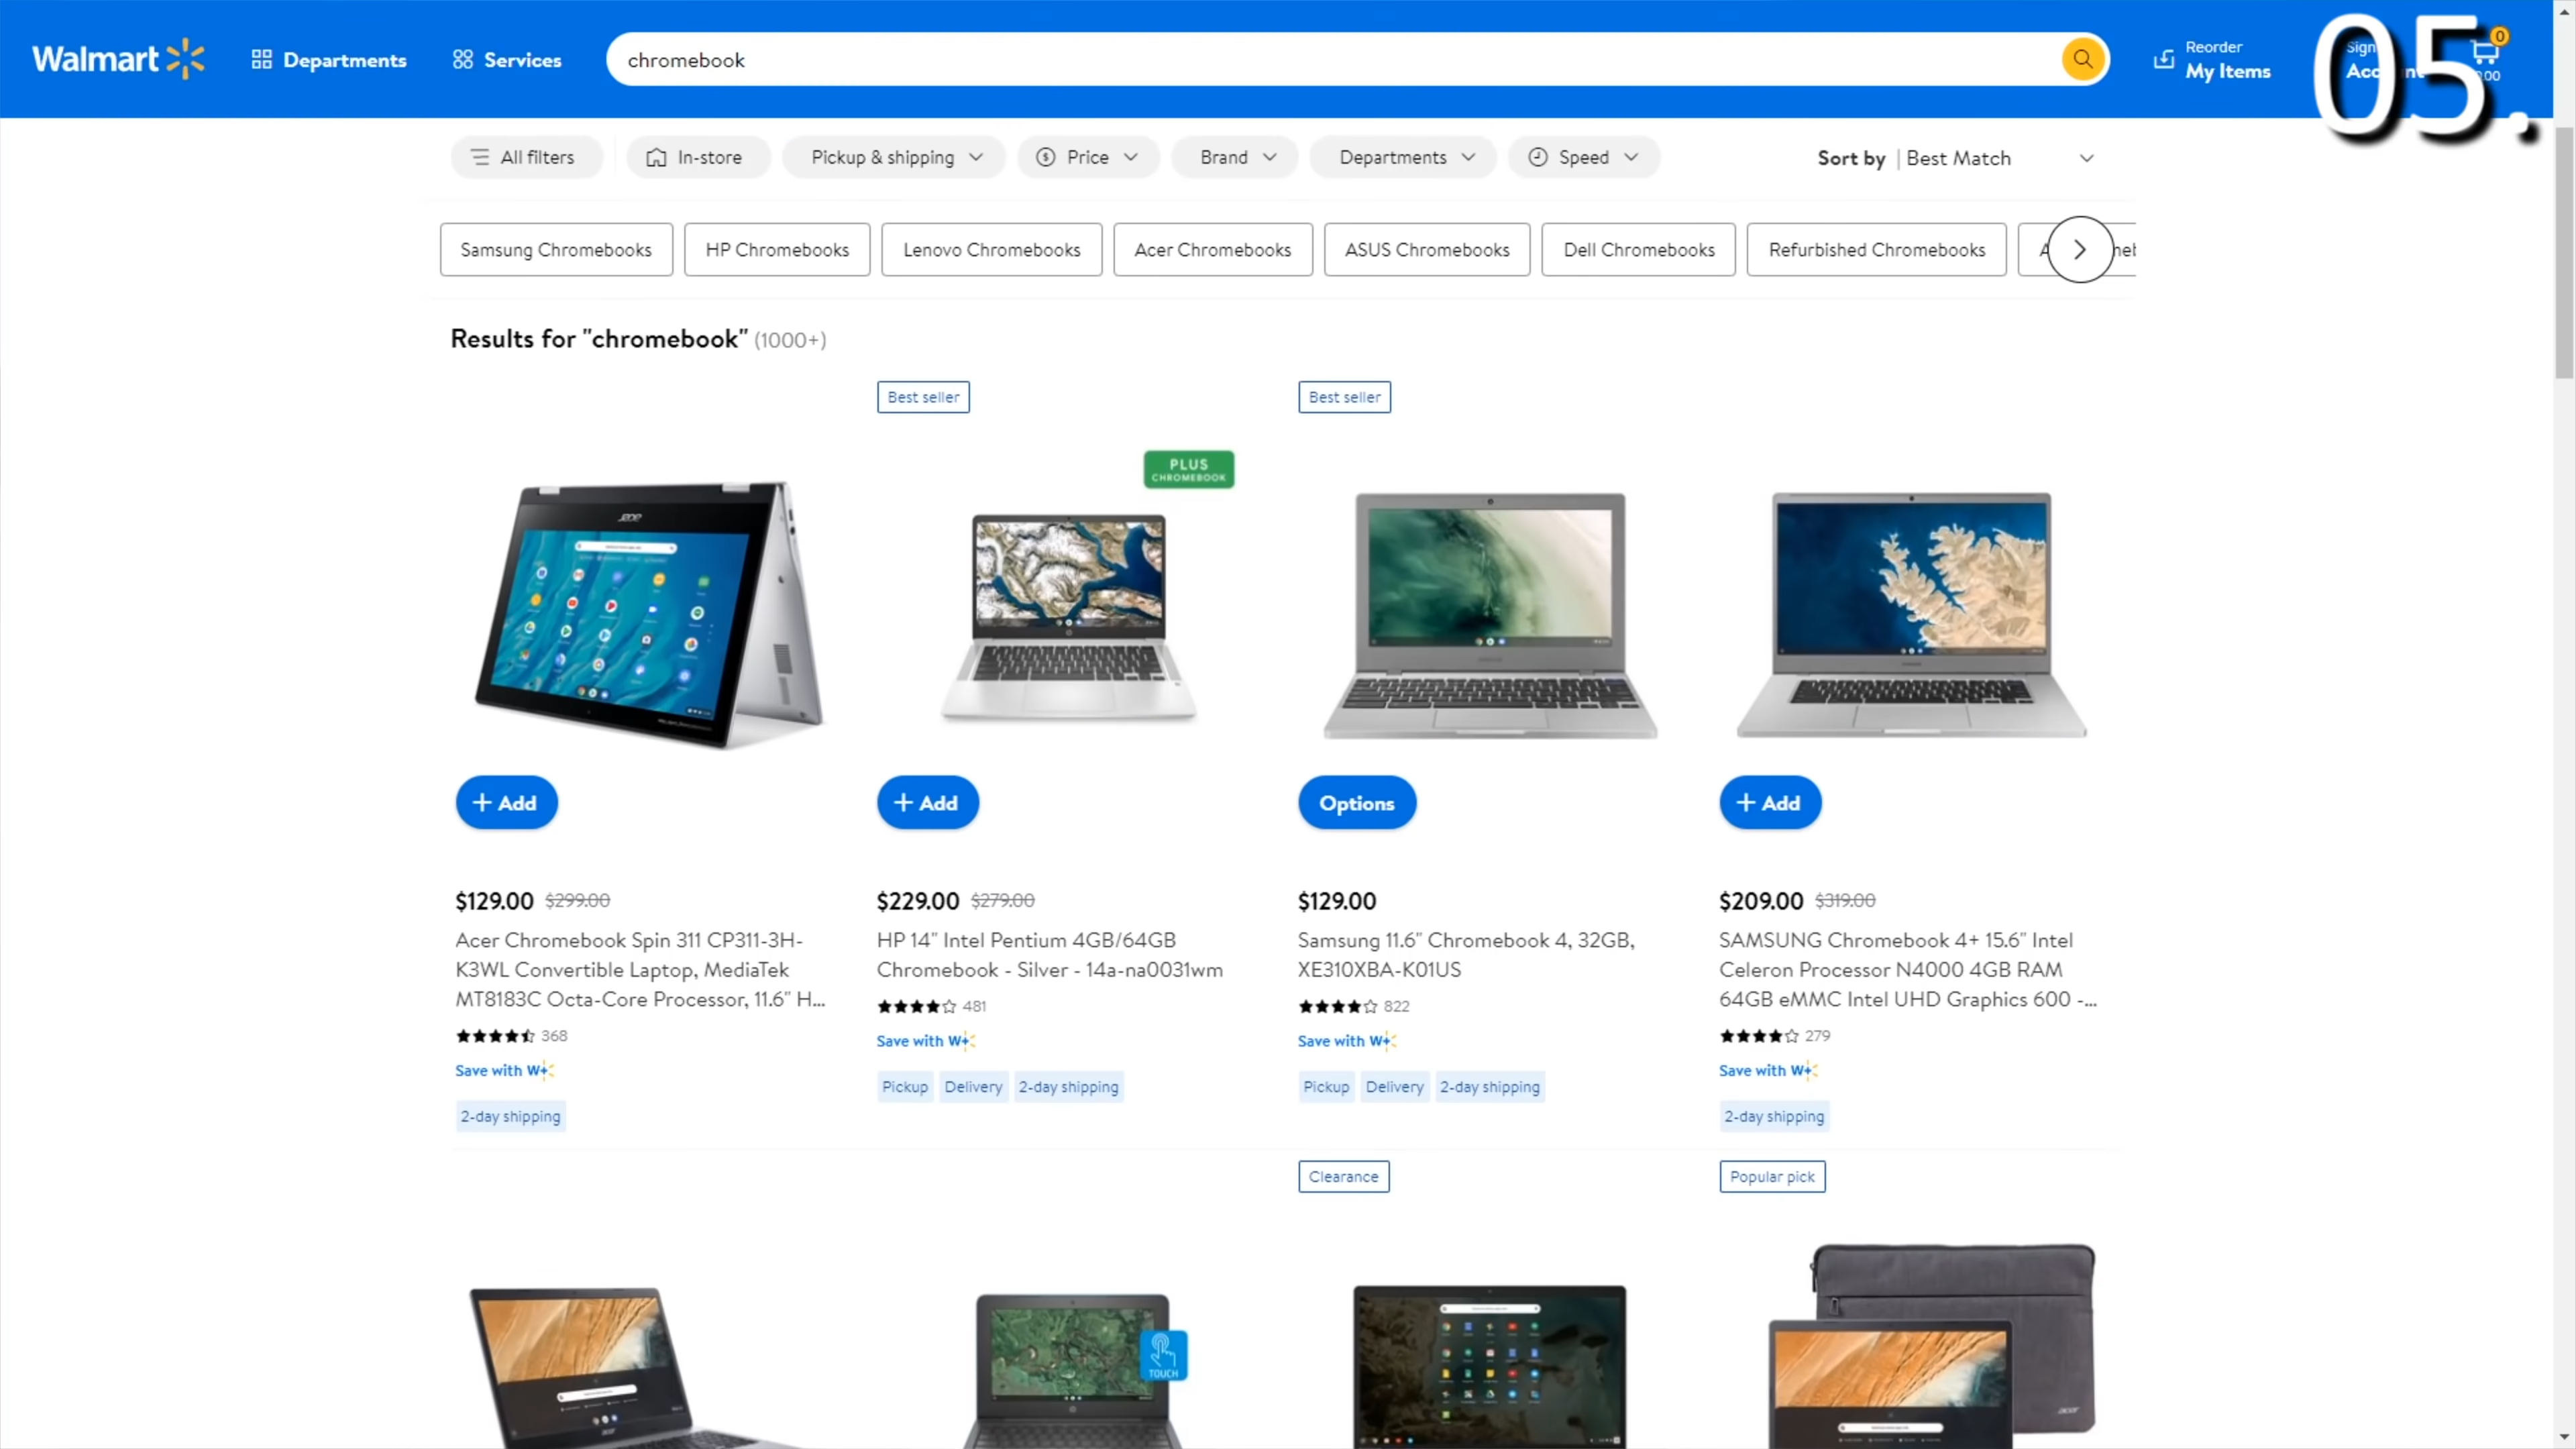 Walmart
Departments
Services
chromebook
Reorder
My Items
Sign
0
05.
All filters
In-store
Pickup & shipping
Price
Brand
Departments
Speed
Sort by | Best Match
Samsung Chromebooks
HP Chromebooks
Lenovo Chromebooks
Acer Chromebooks
ASUS Chromebooks
Dell Chromebooks
Refurbished Chromebooks
Results for "chromebook" (1000+)
Best seller
Best seller
PLUS
CHROMEBOOK
acer
+ Add
+ Add
Options
+ Add
$129.00 $299.00
Acer Chromebook Spin 311 CP311-3H-
K3WL Convertible Laptop, MediaTek
MT8183C Octa-Core Processor, 11.6" H...
368
Save with W+
2-day shipping
$229.00 $279.00
HP 14" Intel Pentium 4GB/64GB
Chromebook - Silver - 14a-na0031wm
481
Save with W+
Pickup Delivery 2-day shipping
$129.00
Samsung 11.6" Chromebook 4, 32GB,
XE310XBA-K01US
822
Save with W+
Pickup Delivery 2-day shipping
$209.00 $319.00
SAMSUNG Chromebook 4+ 15.6" Intel
Celeron Processor N4000 4GB RAM
64GB eMMC Intel UHD Graphics 600 -...
279
Save with W+
2-day shipping
Clearance
Popular pick
TOUCH
acer
acer